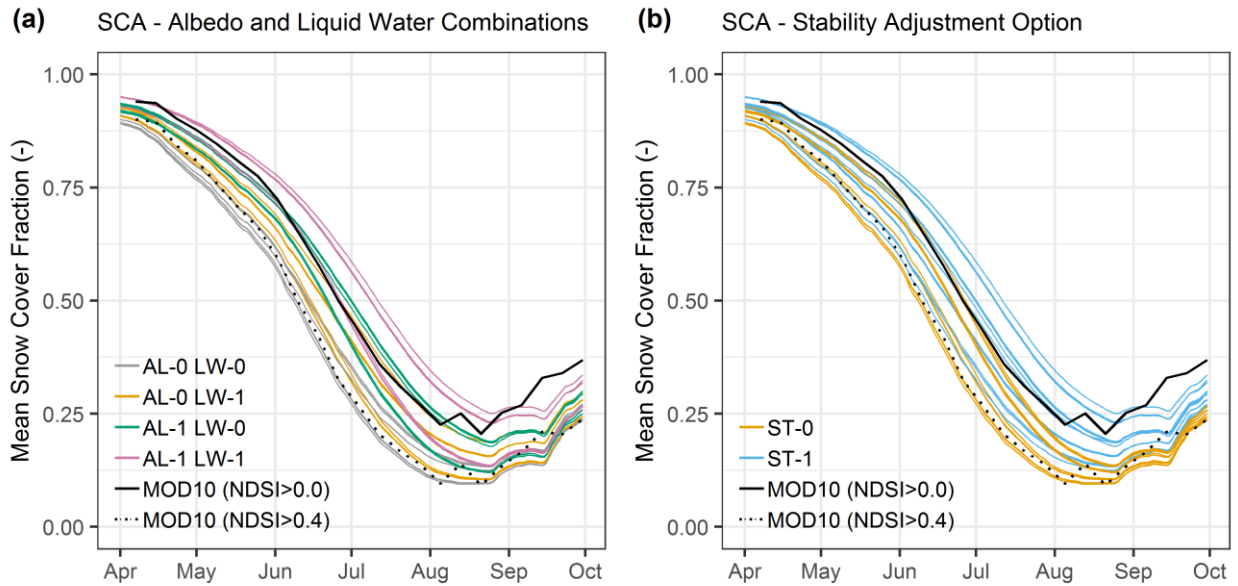 (a) SCA - Albedo and Liquid Water Combinations
Mean Snow Cover Fraction (-)
1.00
0.75
0.50
0.25
0.00
AL-0 LW-0
AL-0 LW-1
AL-1 LW-0
AL-1 LW-1
MOD10 (NDSI>0.0)
MOD10 (NDSI>0.4)
Apr May Jun Jul Aug Sep Oct
(b) SCA - Stability Adjustment Option
Mean Snow Cover Fraction (-)
1.00
0.75
0.50
0.25
0.00
ST-0
ST-1
MOD10 (NDSI>0.0)
MOD10 (NDSI>0.4)
Apr May Jun Jul Aug Sep Oct